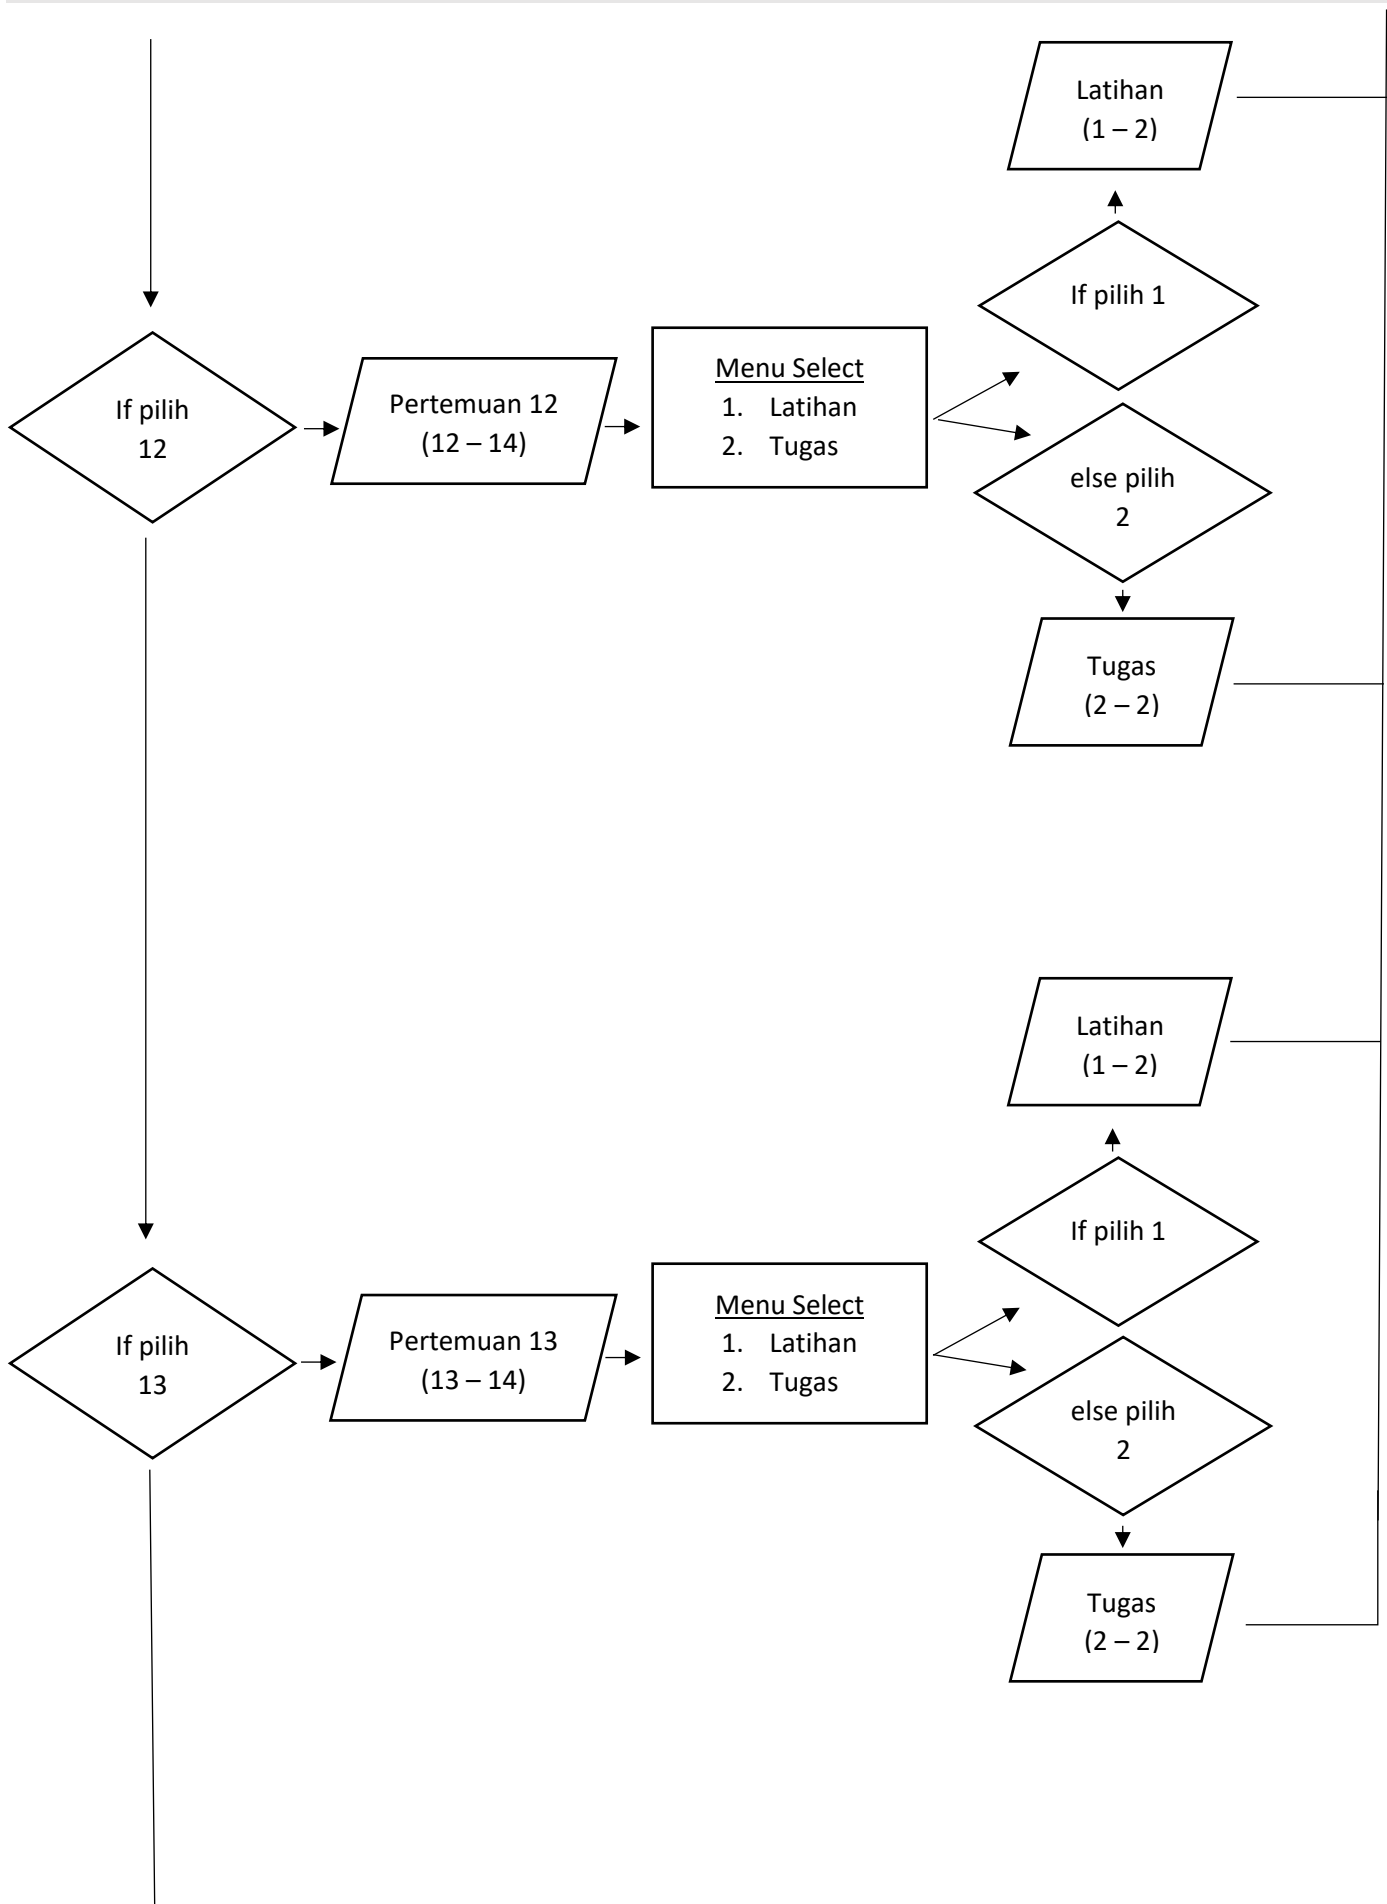 Latihan
(1 – 2)
If pilih 1
If pilih
12
Pertemuan 12
(12 – 14)
Menu Select
1. Latihan
2. Tugas
else pilih
2
Tugas
(2 – 2)
Latihan
(1 – 2)
If pilih 1
If pilih
13
Pertemuan 13
(13 – 14)
Menu Select
1. Latihan
2. Tugas
else pilih
2
Tugas
(2 – 2)